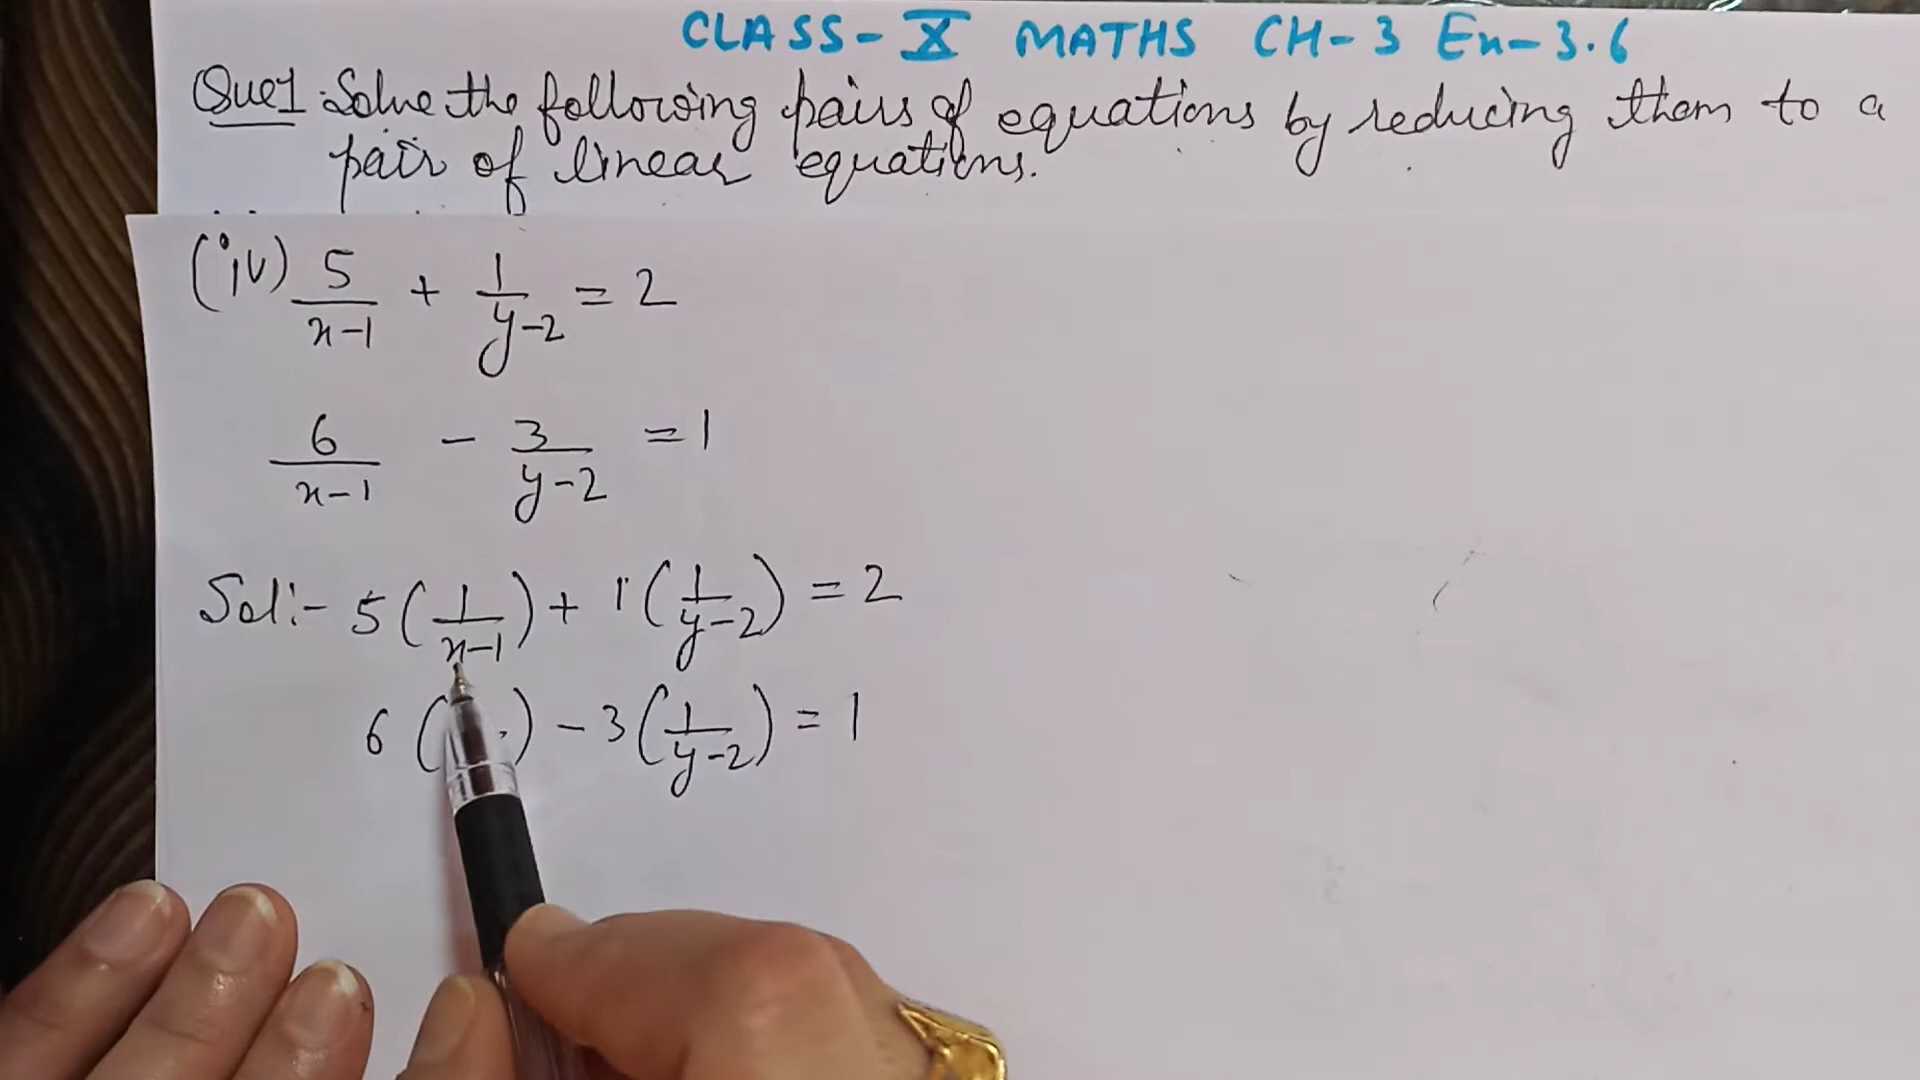 CLASS-X MATHS CH-3 Ex-3.6
Que1. Solve the following pairs of equations by reducing them to a
pair of linear equations.
(iv) 5/x-1 + 1/y-2 = 2
6/x-1 - 3/y-2 = 1
Sol:- 5(1/x-1) + 1(1/y-2) = 2
6( ) - 3(1/y-2) = 1